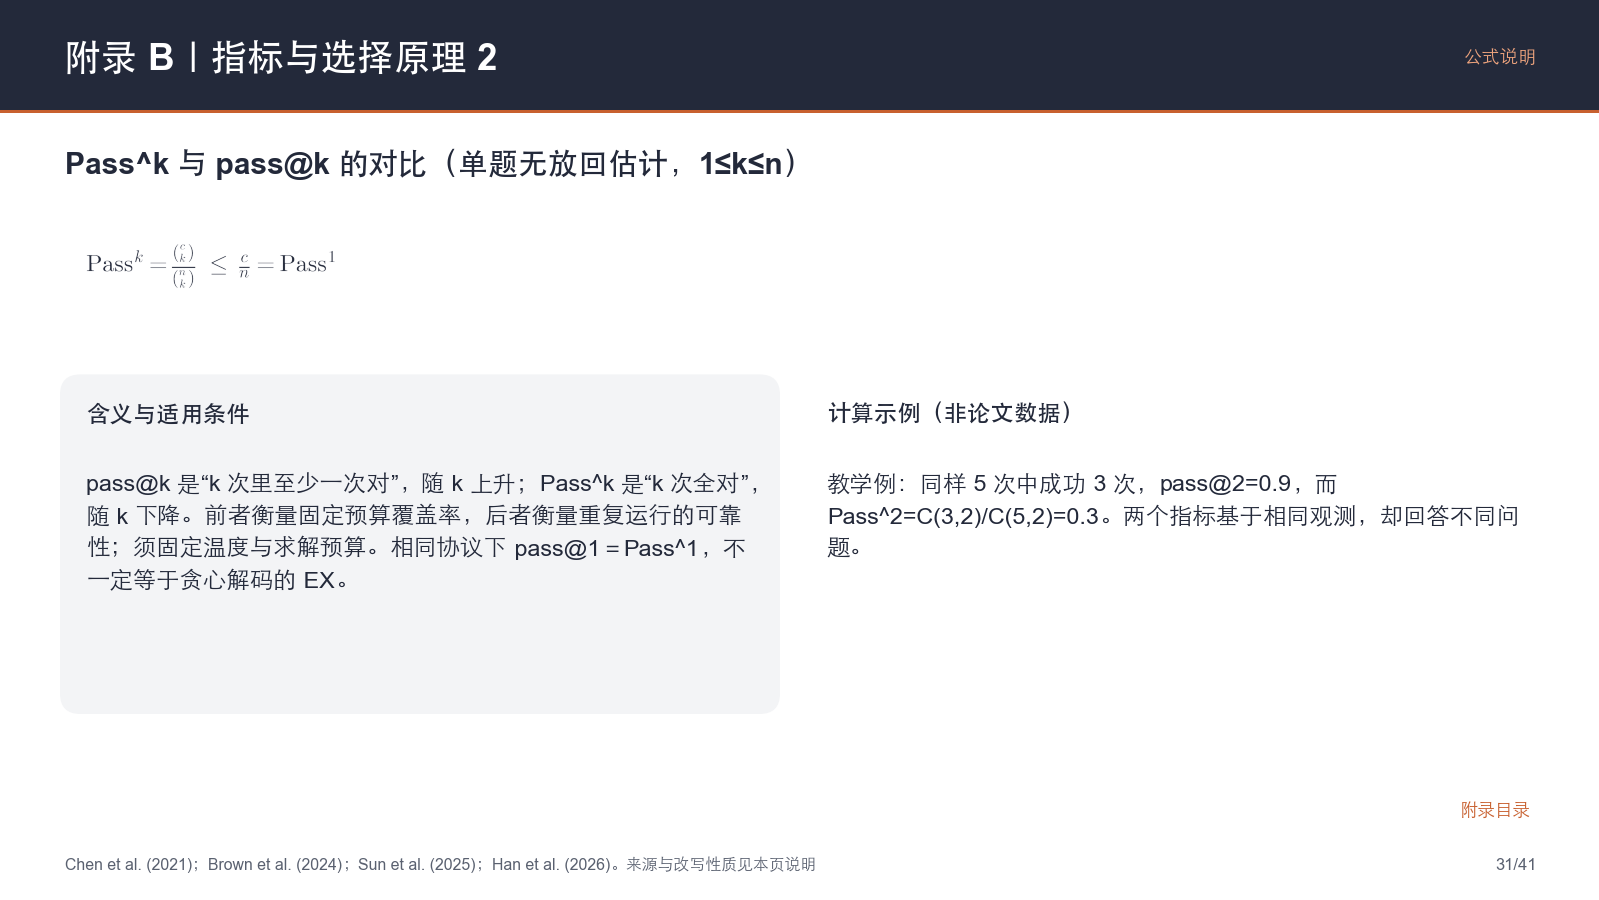 附录 B｜指标与选择原理 2
公式说明
Pass^k 与 pass@k 的对比（单题无放回估计，1≤k≤n）
Pass^k = \frac{\binom{c}{k}}{\binom{n}{k}} ≤ \frac{c}{n} = Pass^1
含义与适用条件
pass@k 是“k 次里至少一次对”，随 k 上升；Pass^k 是“k 次全对”，
随 k 下降。前者衡量固定预算覆盖率，后者衡量重复运行的可靠
性；须固定温度与求解预算。相同协议下 pass@1 = Pass^1，不
一定等于贪心解码的 EX。
计算示例（非论文数据）
教学例：同样 5 次中成功 3 次，pass@2=0.9，而
Pass^2=C(3,2)/C(5,2)=0.3。两个指标基于相同观测，却回答不同问
题。
附录目录
Chen et al. (2021)；Brown et al. (2024)；Sun et al. (2025)；Han et al. (2026)。来源与改写性质见本页说明
31/41